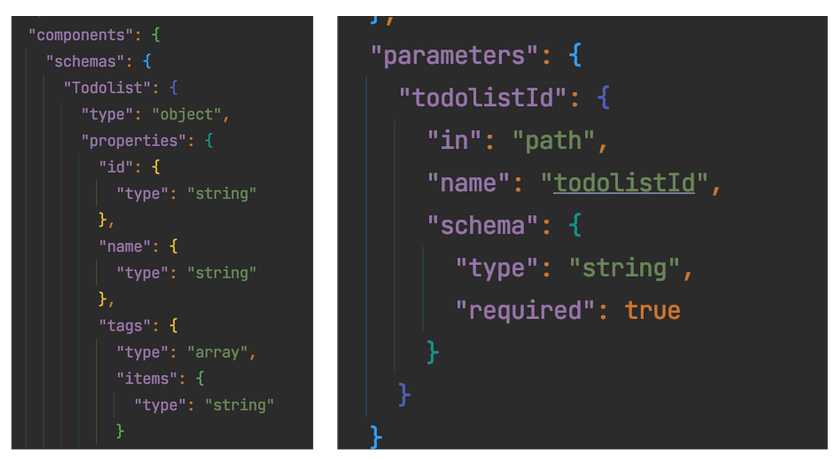 "components": {
"schemas": {
"Todolist": {
"type": "object",
"properties": {
"id": {
"type": "string"
},
"name": {
"type": "string"
},
"tags": {
"type": "array",
"items": {
"type": "string"
}
},
"parameters": {
"todolistId": {
"in": "path",
"name": "todolistId",
"schema": {
"type": "string",
"required": true
}
}
}